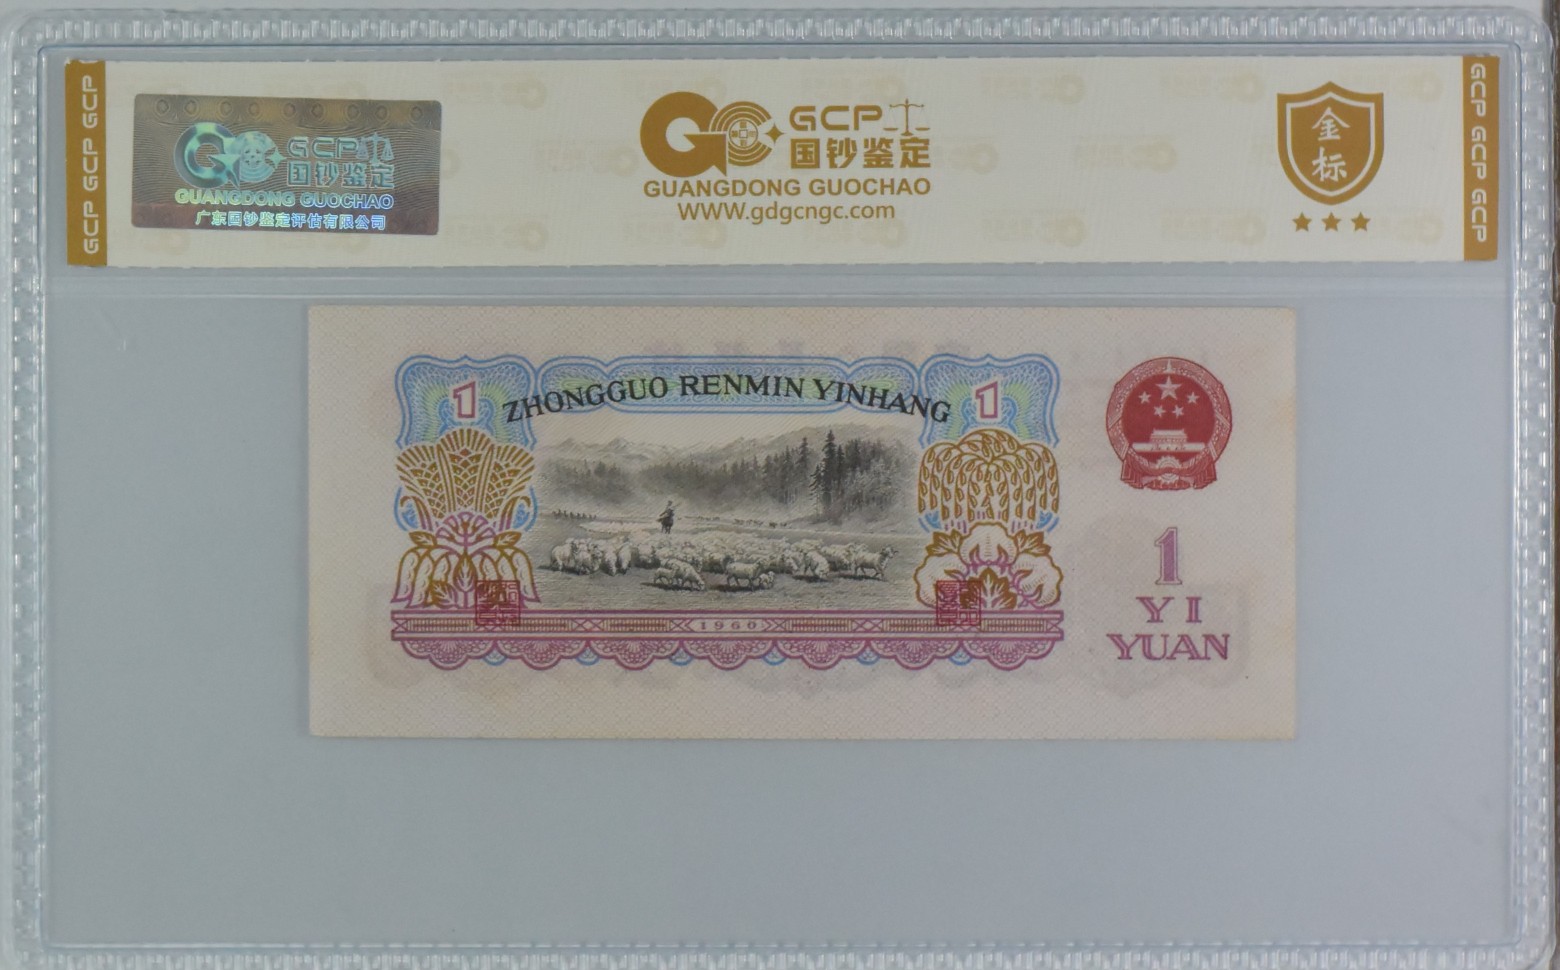 GCP GCP GCP
GCP
国钞鉴定
GUANGDONG GUOCHAO
广东国钞鉴定评估有限公司
GCP
国钞鉴定
GUANGDONG GUOCHAO
WWW.gdgcngc.com
金标
GCP GCP GCP
1
ZHONGGUO RENMIN YINHANG
1
1960
1
YI
YUAN